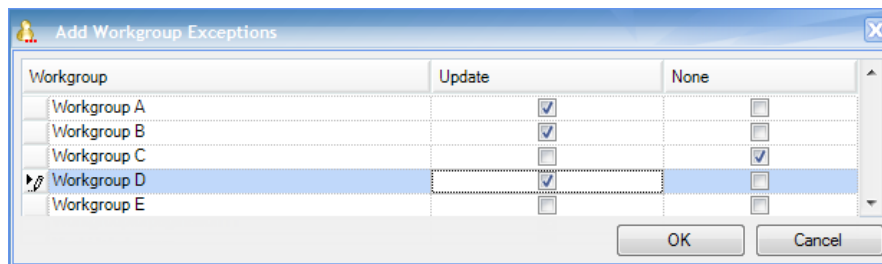 Add Workgroup Exceptions
Workgroup Update None
Workgroup A
Workgroup B
Workgroup C
Workgroup D
Workgroup E
OK Cancel